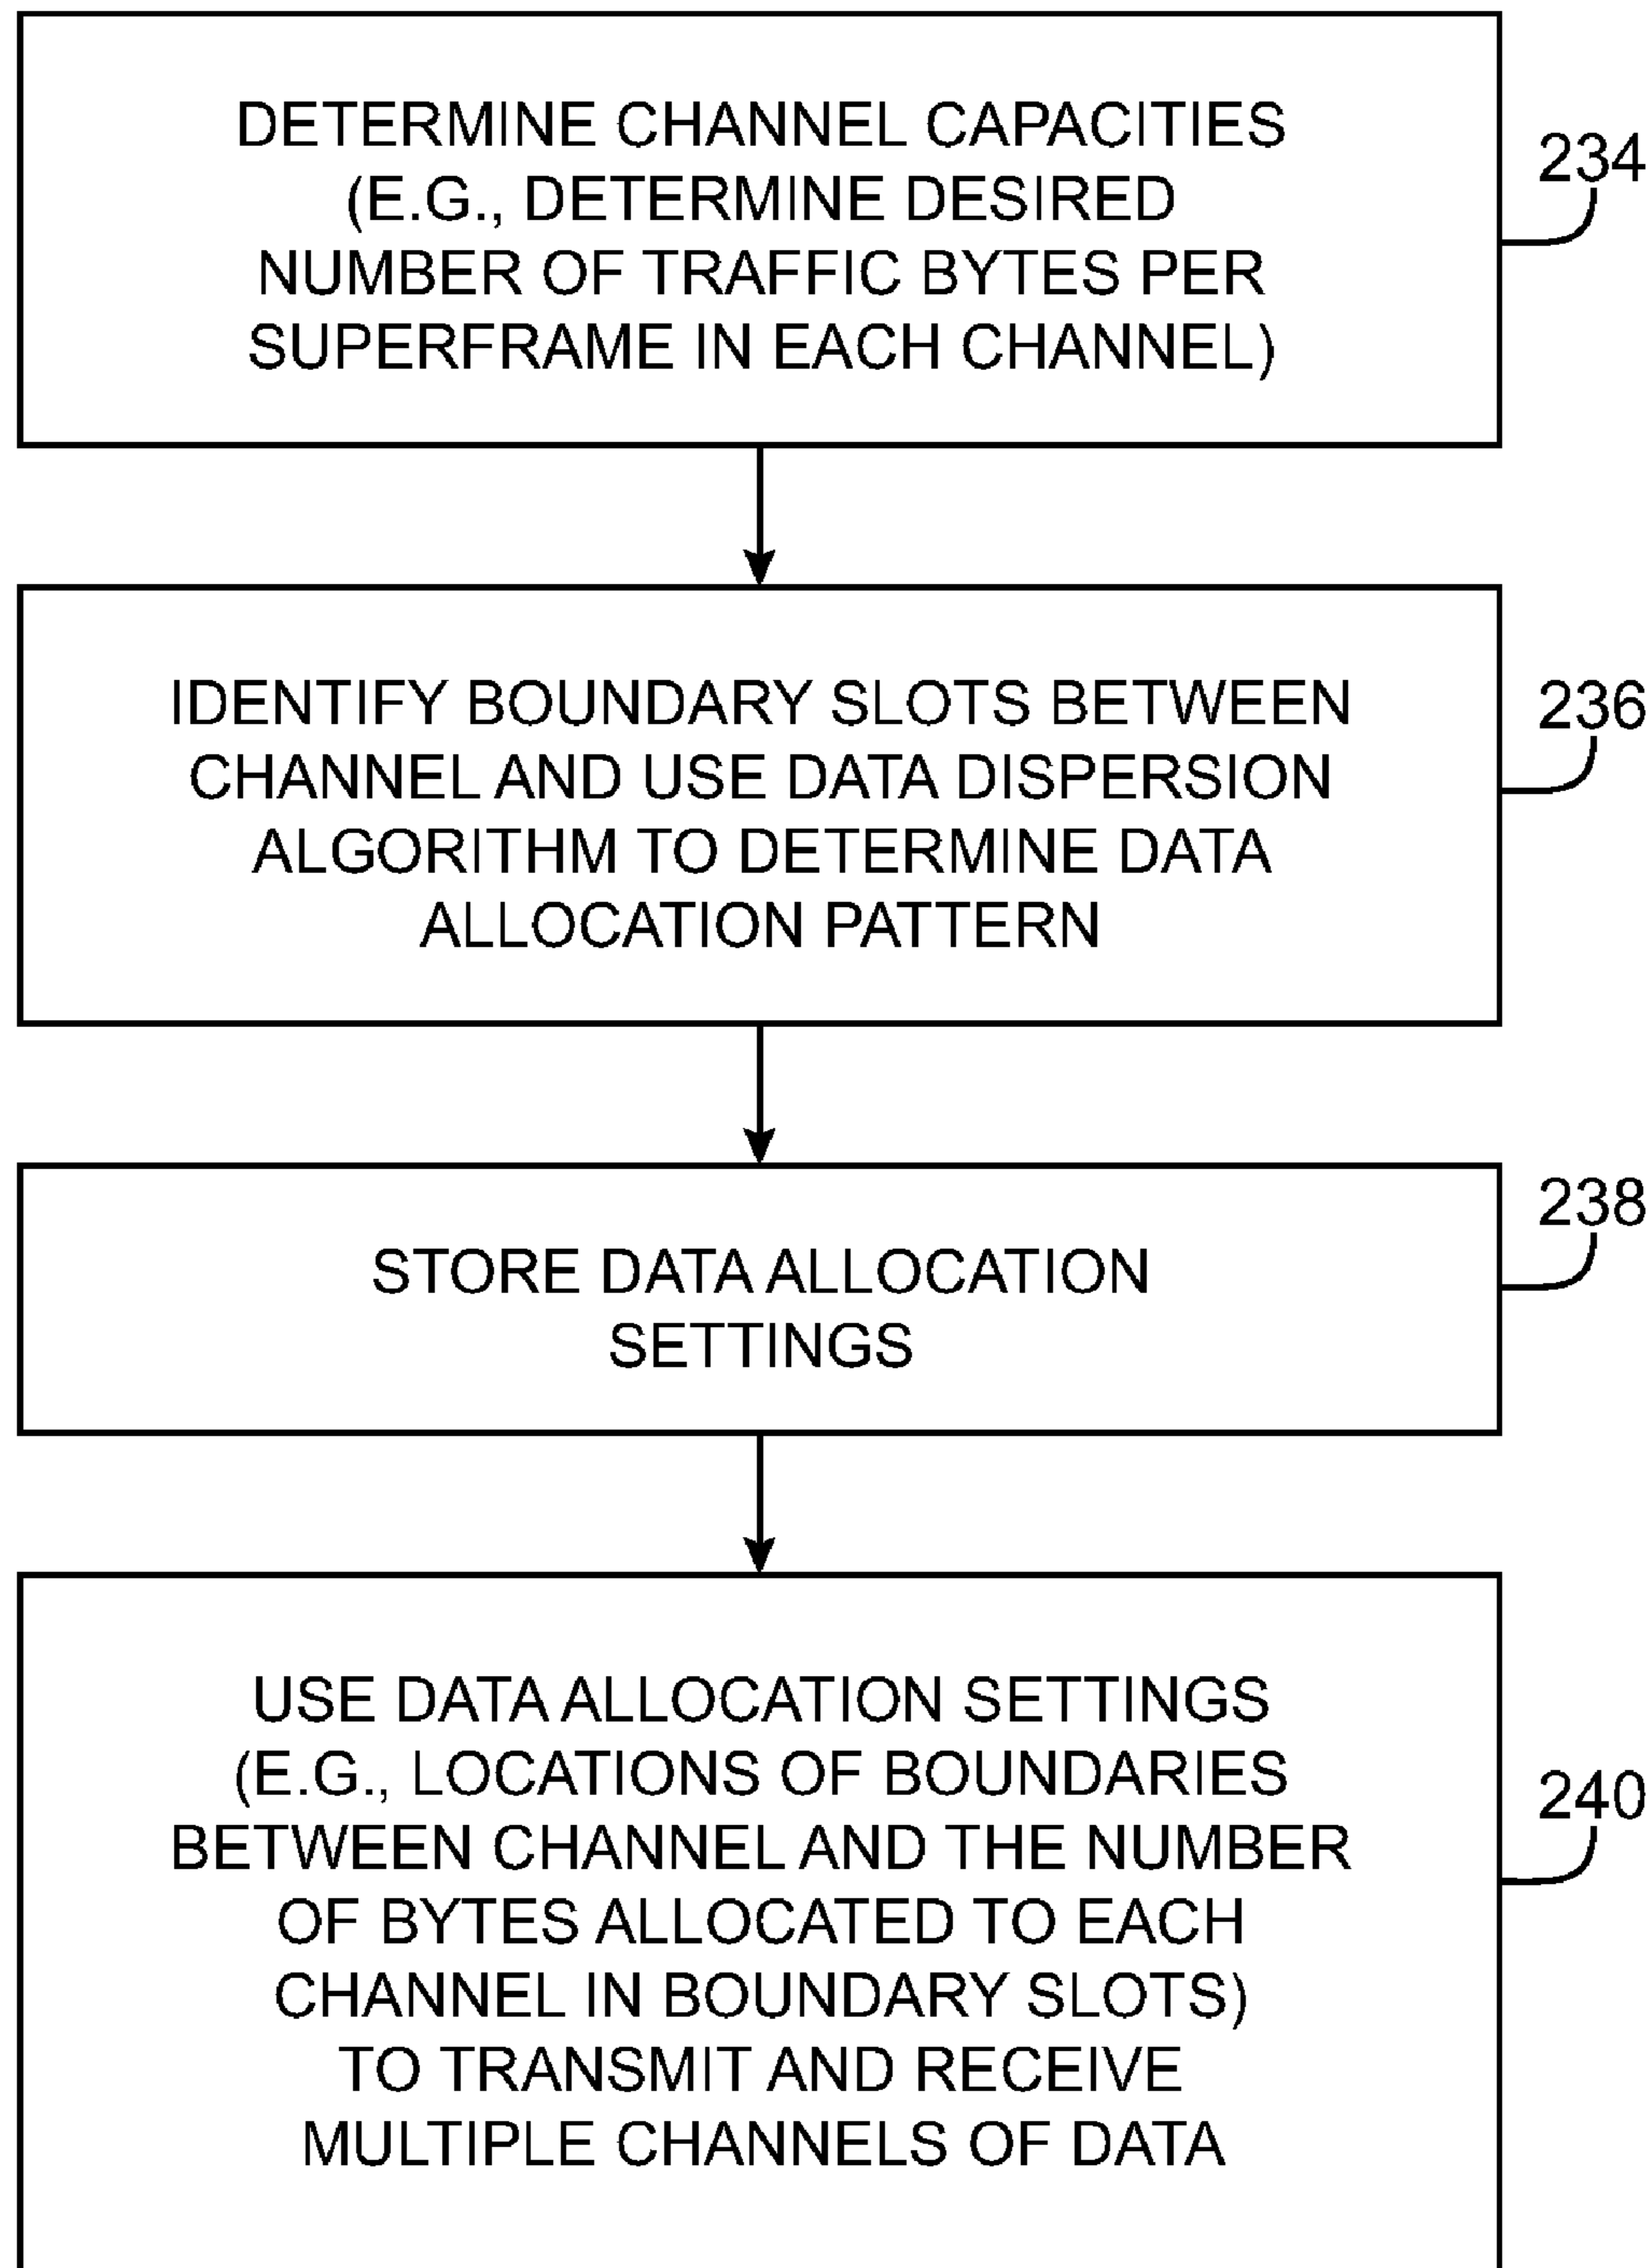 DETERMINE CHANNEL CAPACITIES
(E.G., DETERMINE DESIRED
NUMBER OF TRAFFIC BYTES PER
SUPERFRAME IN EACH CHANNEL)
234
IDENTIFY BOUNDARY SLOTS BETWEEN
CHANNEL AND USE DATA DISPERSION
ALGORITHM TO DETERMINE DATA
ALLOCATION PATTERN
236
STORE DATA ALLOCATION
SETTINGS
238
USE DATA ALLOCATION SETTINGS
(E.G., LOCATIONS OF BOUNDARIES
BETWEEN CHANNEL AND THE NUMBER
OF BYTES ALLOCATED TO EACH
CHANNEL IN BOUNDARY SLOTS)
TO TRANSMIT AND RECEIVE
MULTIPLE CHANNELS OF DATA
240